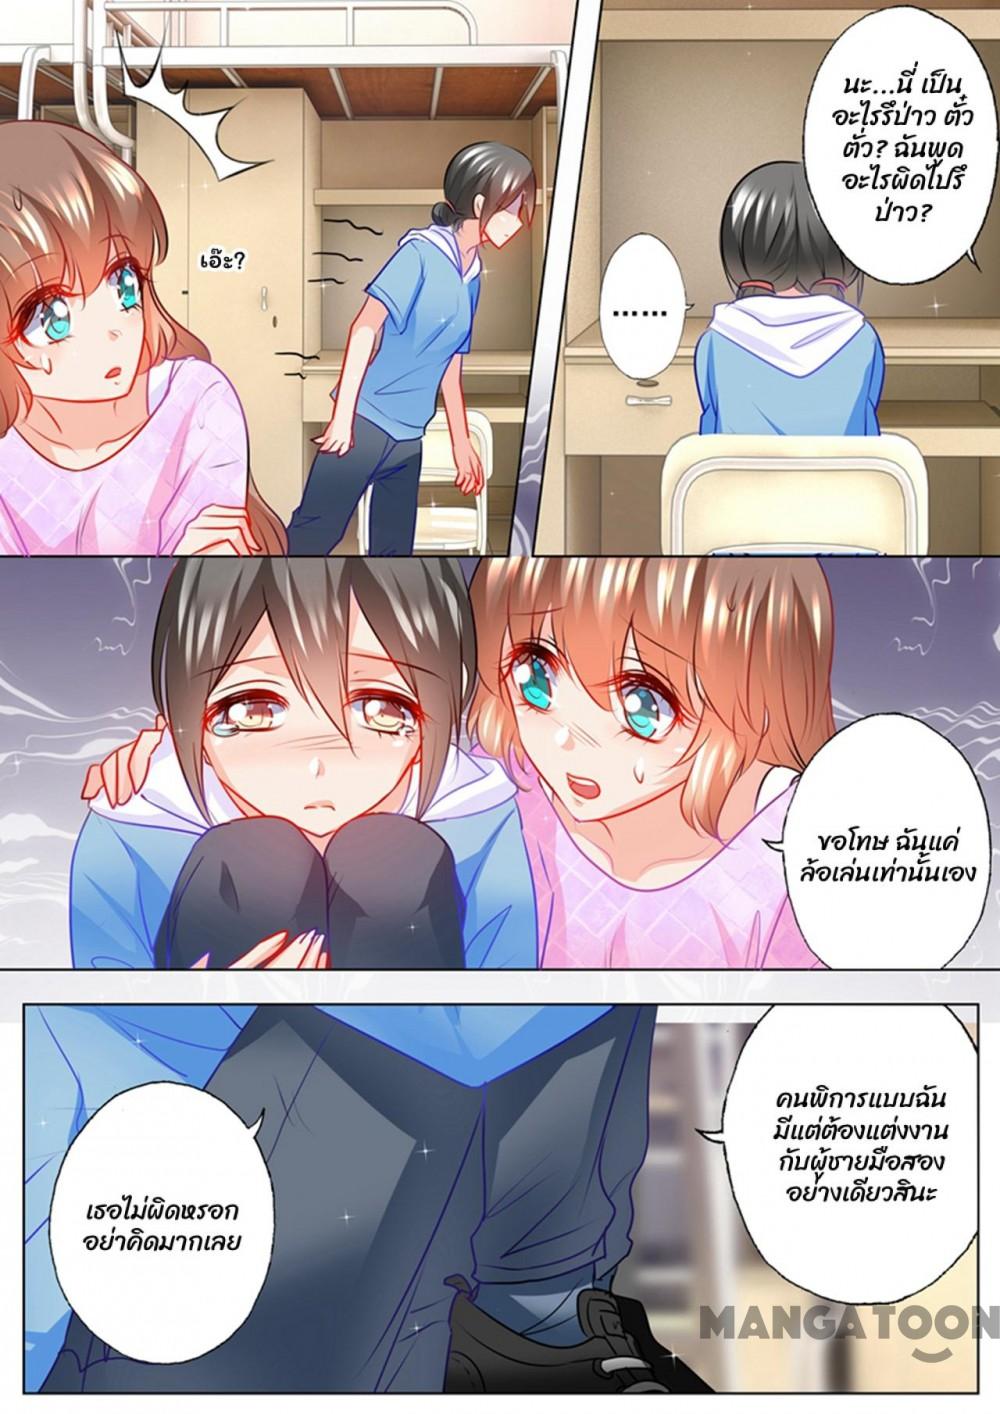 เอ๊ะ?
นะ...นี่ เป็น
อะไรรึป่าว ตั๋ว
ตั่ว? ฉันพูด
อะไรผิดไปรึ
ป่าว?
......
ขอโทษ ฉันแค่
ล้อเล่นเท่านั้นเอง
คนพิการแบบฉัน
มีแต่ต้องแต่งงาน
กับผู้ชายมือสอง
อย่างเดียวสินะ
เธอไม่ผิดหรอก
อย่าคิดมากเลย
MANGATOON